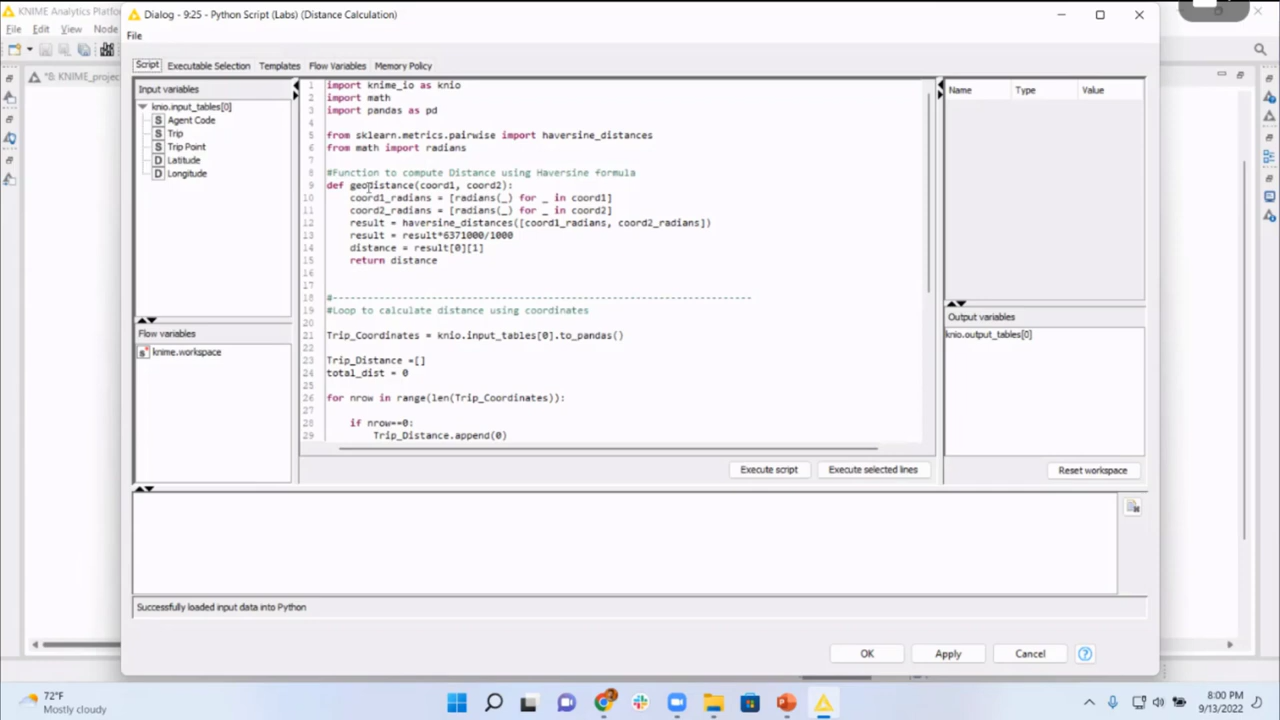 KNIME Analytics Platfo
Dialog - 9:25 - Python Script (Labs) (Distance Calculation)
File Edit View Node
File
*8: KNIME_projec
Script Executable Selection Templates Flow Variables Memory Policy
Input variables
knio.input_tables[0]
S Agent Code
S Trip
S Trip Point
D Latitude
D Longitude
Flow variables
s knime.workspace
1 import knime_io as knio
2 import math
3 import pandas as pd
4
5 from sklearn.metrics.pairwise import haversine_distances
6 from math import radians
7
8 #Function to compute Distance using Haversine formula
9 def geodistance(coord1, coord2):
10 coord1_radians = [radians(_) for _ in coord1]
11 coord2_radians = [radians(_) for _ in coord2]
12 result = haversine_distances([coord1_radians, coord2_radians])
13 result = result*6371000/1000
14 distance = result[0][1]
15 return distance
16
17
18 #------------------------------------------------------------------------
19 #Loop to calculate distance using coordinates
20
21 Trip_Coordinates = knio.input_tables[0].to_pandas()
22
23 Trip_Distance =[]
24 total_dist = 0
25
26 for nrow in range(len(Trip_Coordinates)):
27
28 if nrow==0:
29 Trip_Distance.append(0)
Execute script Execute selected lines
Name Type Value
Output variables
knio.output_tables[0]
Reset workspace
Successfully loaded input data into Python
OK Apply Cancel ?
72°F
Mostly cloudy
8:00 PM
9/13/2022